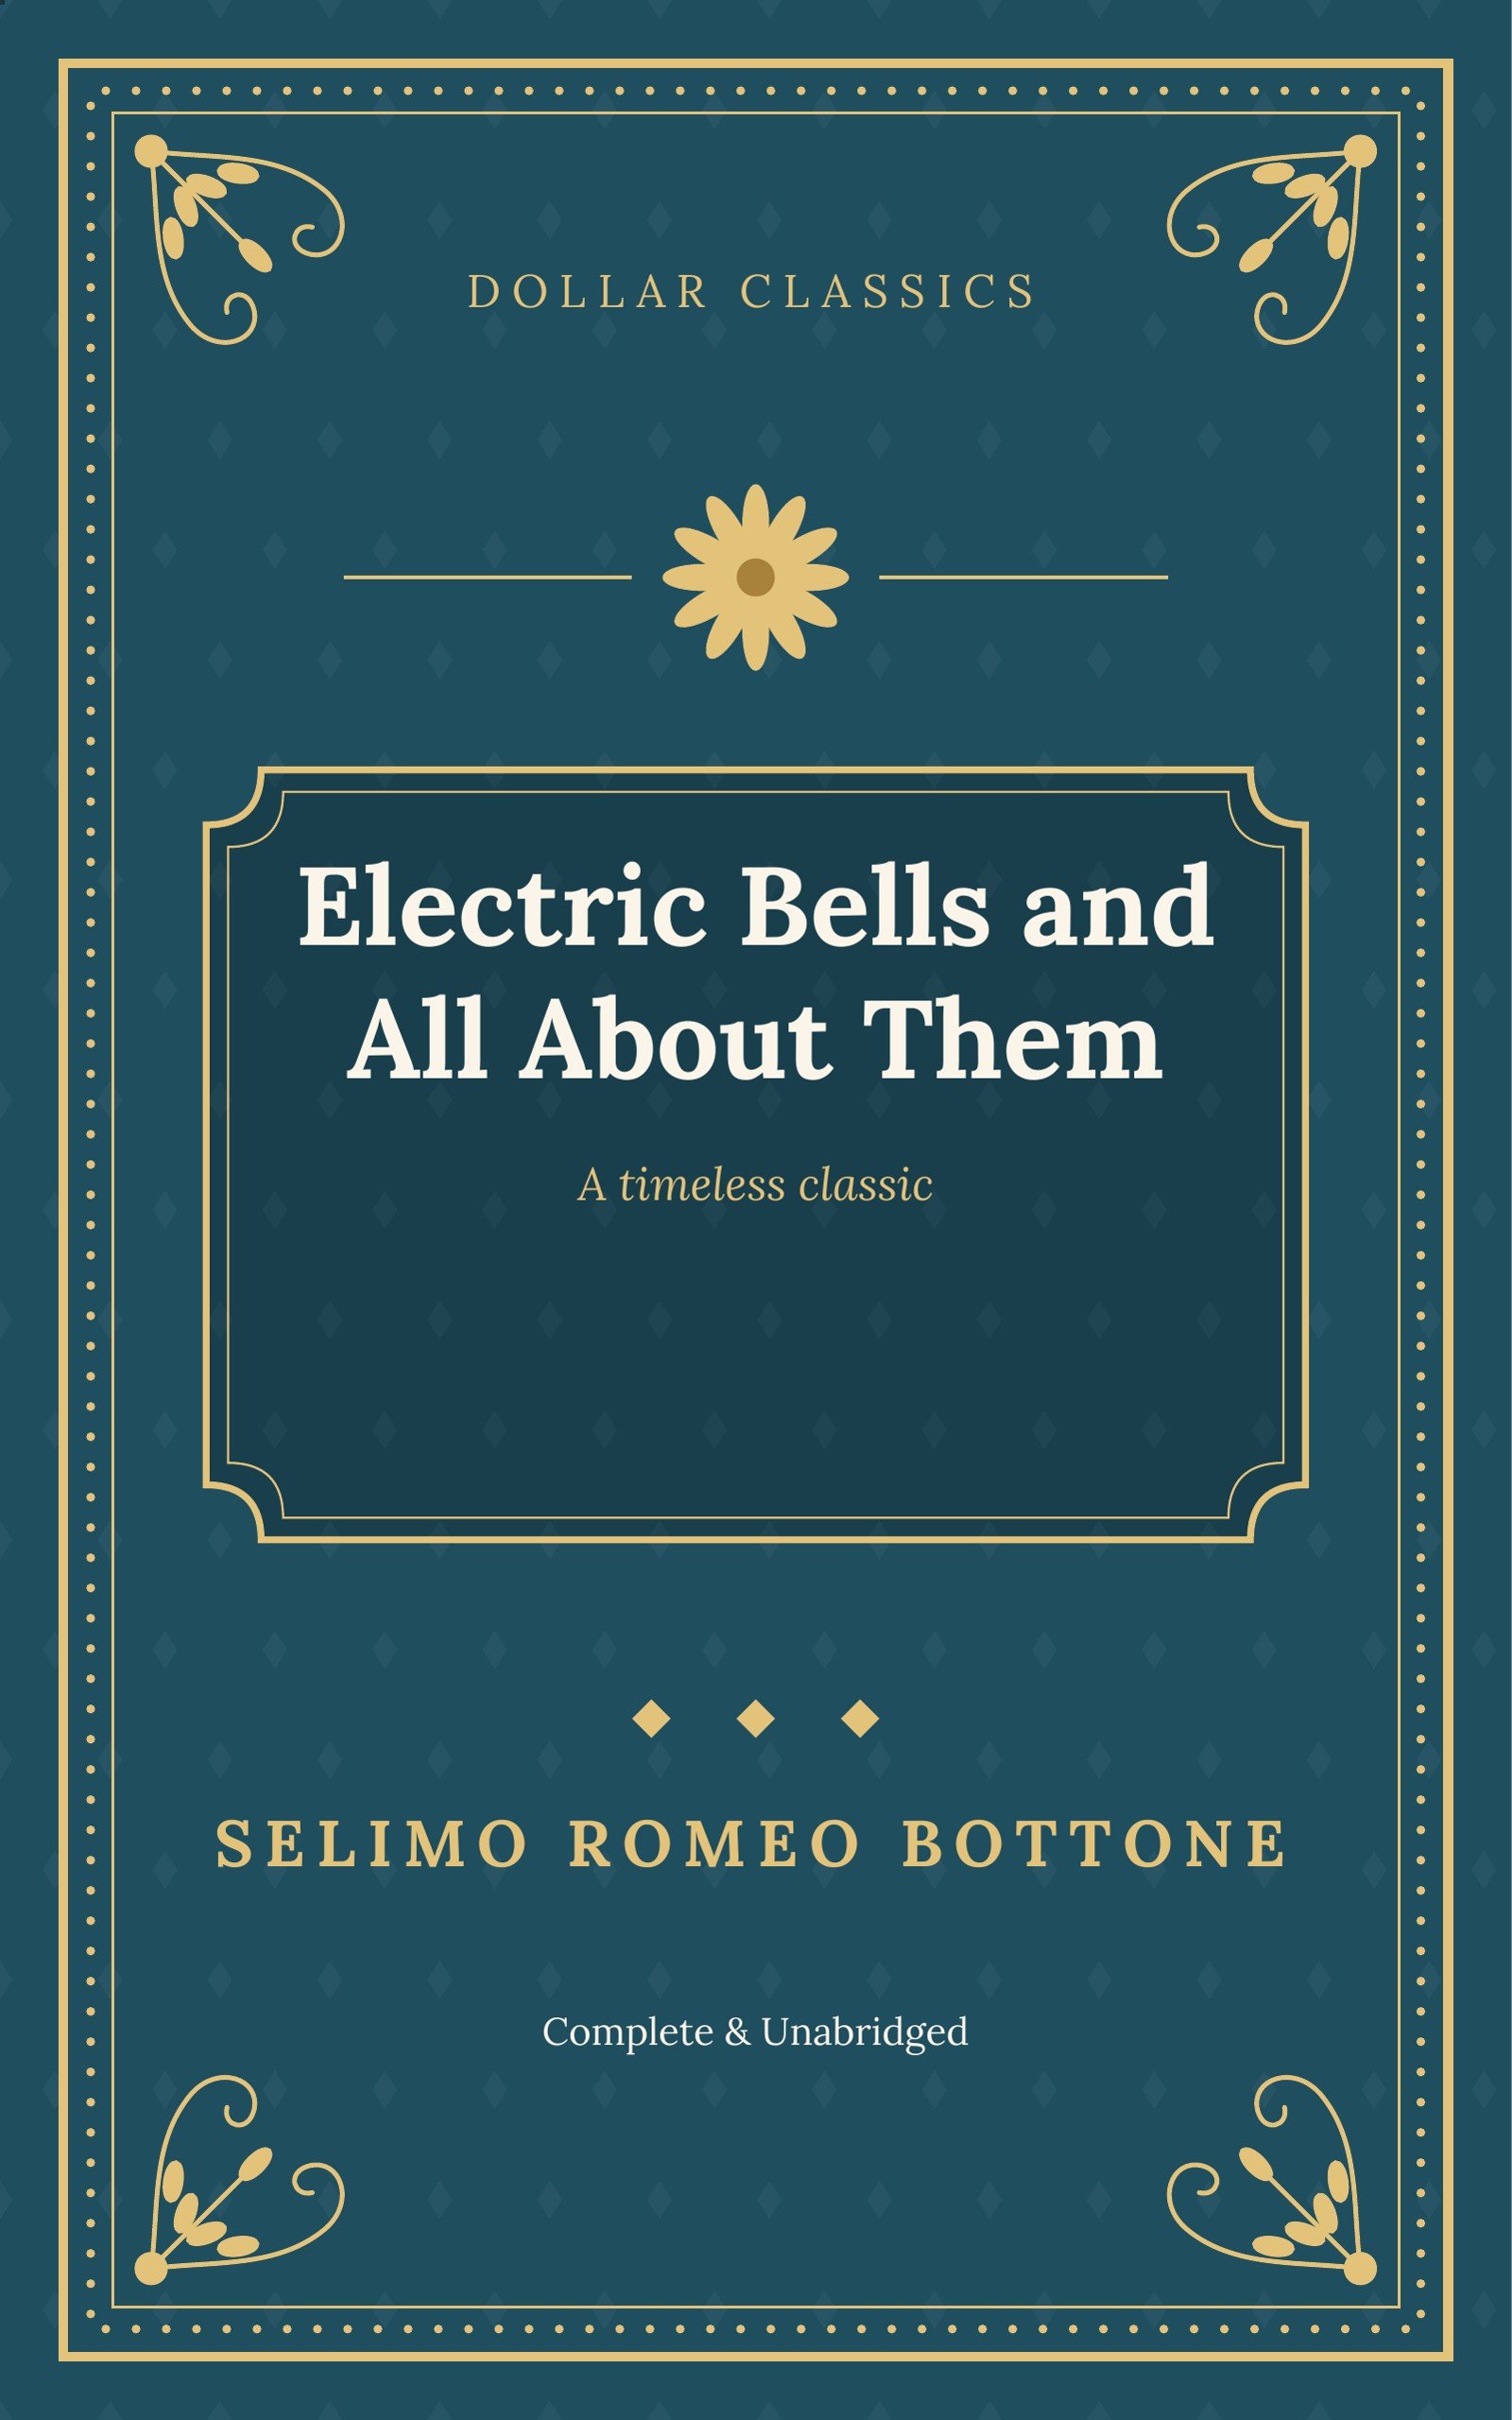 DOLLAR CLASSICS
Electric Bells and
All About Them
A timeless classic
SELIMO ROMEO BOTTONE
Complete & Unabridged